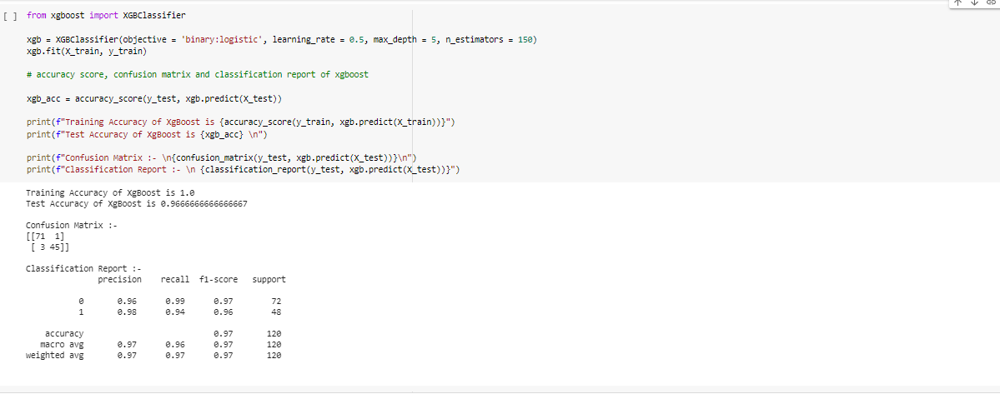 [ ] from xgboost import XGBClassifier
xgb = XGBClassifier(objective = 'binary:logistic', learning_rate = 0.5, max_depth = 5, n_estimators = 150)
xgb.fit(X_train, y_train)
# accuracy score, confusion matrix and classification report of xgboost
xgb_acc = accuracy_score(y_test, xgb.predict(X_test))
print(f"Training Accuracy of XgBoost is {accuracy_score(y_train, xgb.predict(X_train))}")
print(f"Test Accuracy of XgBoost is {xgb_acc} \n")
print(f"Confusion Matrix :- \n{confusion_matrix(y_test, xgb.predict(X_test))}\n")
print(f"Classification Report :- \n {classification_report(y_test, xgb.predict(X_test))}")
Training Accuracy of XgBoost is 1.0
Test Accuracy of XgBoost is 0.9666666666666667
Confusion Matrix :-
[[71  1]
 [ 3 45]]
Classification Report :-
              precision    recall  f1-score   support
           0       0.96      0.99      0.97        72
           1       0.98      0.94      0.96        48
    accuracy                           0.97       120
   macro avg       0.97      0.96      0.97       120
weighted avg       0.97      0.97      0.97       120